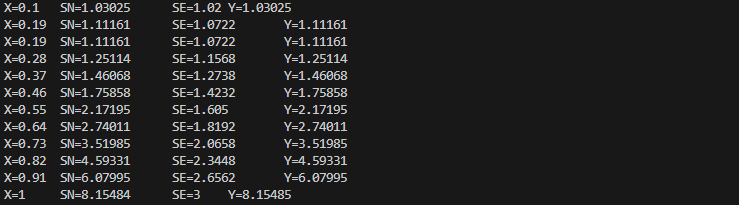 X=0.1 SN=1.03025 SE=1.02 Y=1.03025
X=0.19 SN=1.11161 SE=1.0722 Y=1.11161
X=0.19 SN=1.11161 SE=1.0722 Y=1.11161
X=0.28 SN=1.25114 SE=1.1568 Y=1.25114
X=0.37 SN=1.46068 SE=1.2738 Y=1.46068
X=0.46 SN=1.75858 SE=1.4232 Y=1.75858
X=0.55 SN=2.17195 SE=1.605 Y=2.17195
X=0.64 SN=2.74011 SE=1.8192 Y=2.74011
X=0.73 SN=3.51985 SE=2.0658 Y=3.51985
X=0.82 SN=4.59331 SE=2.3448 Y=4.59331
X=0.91 SN=6.07995 SE=2.6562 Y=6.07995
X=1 SN=8.15484 SE=3 Y=8.15485